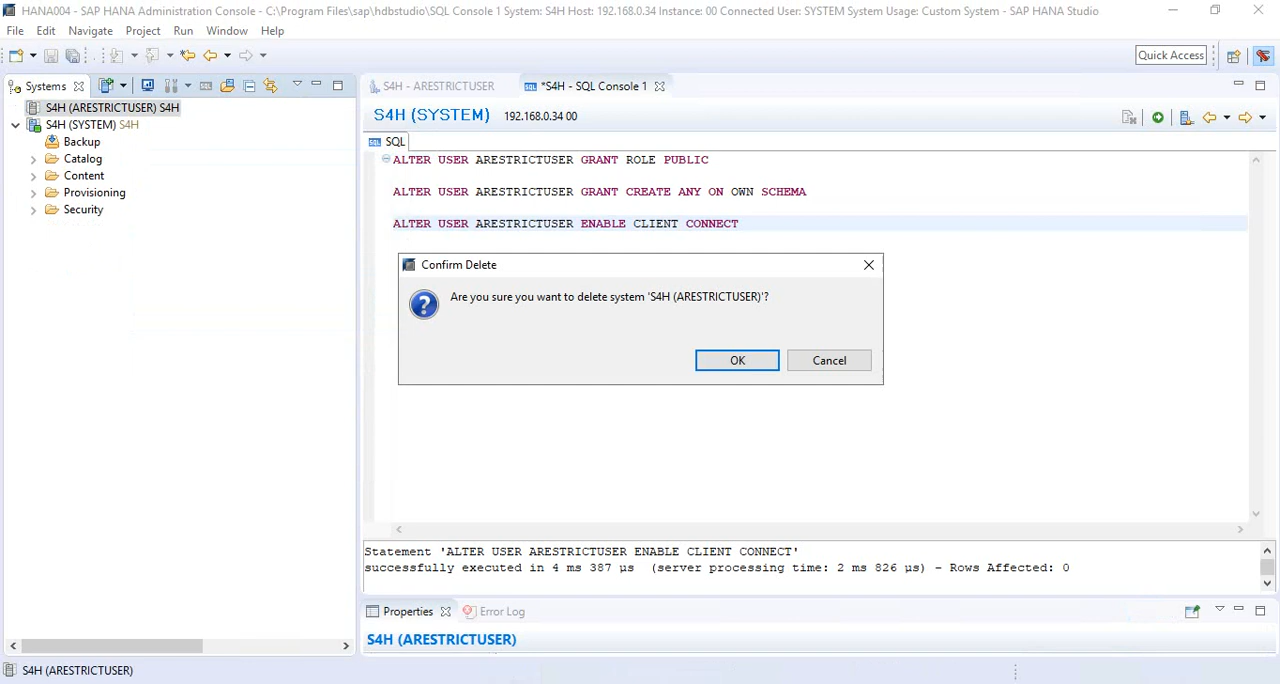 HANA004 - SAP HANA Administration Console - C:\Program Files\sap\hdbstudio\SQL Console 1 System: S4H Host: 192.168.0.34 Instance: 00 Connected User: SYSTEM System Usage: Custom System - SAP HANA Studio
File Edit Navigate Project Run Window Help
Quick Access
Systems
S4H - ARESTRICTUSER
*S4H - SQL Console 1
S4H (ARESTRICTUSER) S4H
S4H (SYSTEM) S4H
Backup
Catalog
Content
Provisioning
Security
S4H (SYSTEM) 192.168.0.34 00
SQL SQL
ALTER USER ARESTRICTUSER GRANT ROLE PUBLIC
ALTER USER ARESTRICTUSER GRANT CREATE ANY ON OWN SCHEMA
ALTER USER ARESTRICTUSER ENABLE CLIENT CONNECT
Confirm Delete
Are you sure you want to delete system 'S4H (ARESTRICTUSER)'?
OK Cancel
Statement 'ALTER USER ARESTRICTUSER ENABLE CLIENT CONNECT'
successfully executed in 4 ms 387 µs (server processing time: 2 ms 826 µs) - Rows Affected: 0
Properties Error Log
S4H (ARESTRICTUSER)
S4H (ARESTRICTUSER)